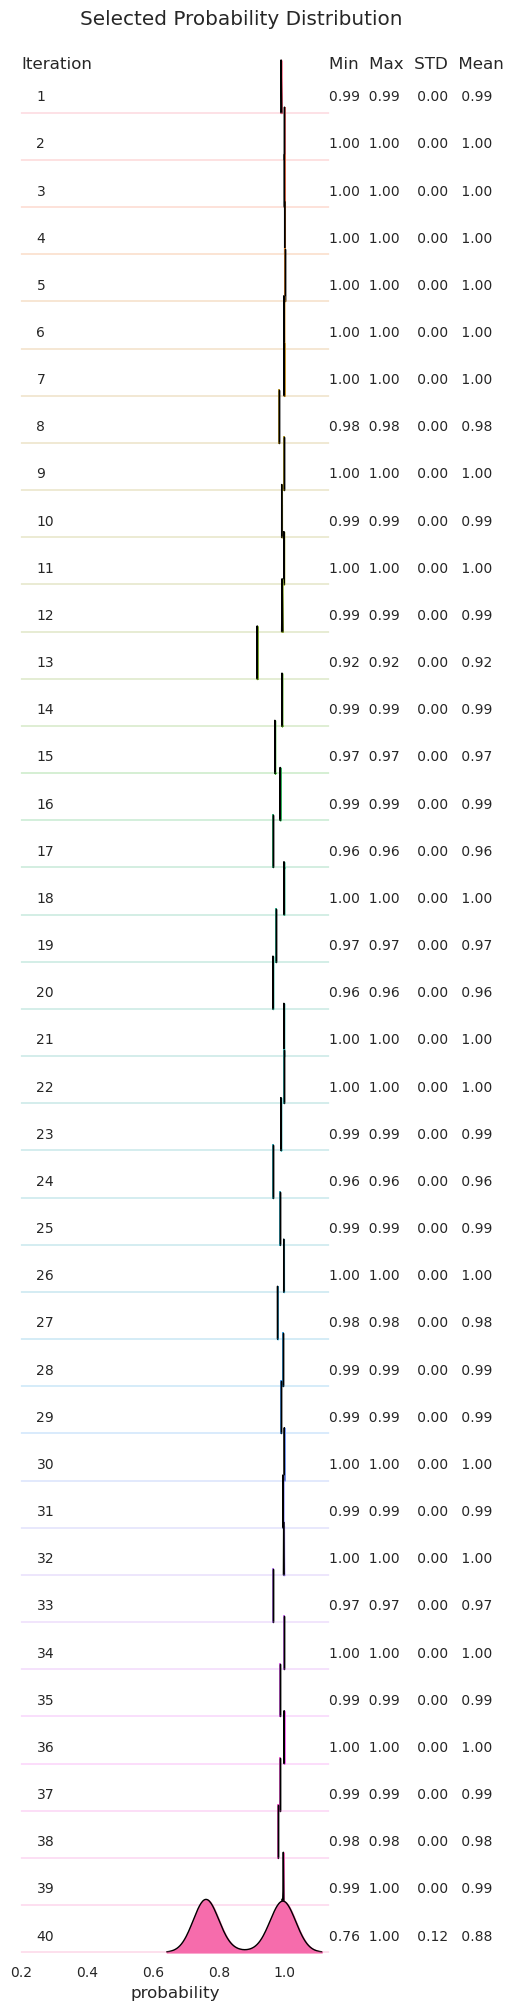 Selected Probability Distribution
Iteration Min Max STD Mean
1 0.99 0.99 0.00 0.99
2 1.00 1.00 0.00 1.00
3 1.00 1.00 0.00 1.00
4 1.00 1.00 0.00 1.00
5 1.00 1.00 0.00 1.00
6 1.00 1.00 0.00 1.00
7 1.00 1.00 0.00 1.00
8 0.98 0.98 0.00 0.98
9 1.00 1.00 0.00 1.00
10 0.99 0.99 0.00 0.99
11 1.00 1.00 0.00 1.00
12 0.99 0.99 0.00 0.99
13 0.92 0.92 0.00 0.92
14 0.99 0.99 0.00 0.99
15 0.97 0.97 0.00 0.97
16 0.99 0.99 0.00 0.99
17 0.96 0.96 0.00 0.96
18 1.00 1.00 0.00 1.00
19 0.97 0.97 0.00 0.97
20 0.96 0.96 0.00 0.96
21 1.00 1.00 0.00 1.00
22 1.00 1.00 0.00 1.00
23 0.99 0.99 0.00 0.99
24 0.96 0.96 0.00 0.96
25 0.99 0.99 0.00 0.99
26 1.00 1.00 0.00 1.00
27 0.98 0.98 0.00 0.98
28 0.99 0.99 0.00 0.99
29 0.99 0.99 0.00 0.99
30 1.00 1.00 0.00 1.00
31 0.99 0.99 0.00 0.99
32 1.00 1.00 0.00 1.00
33 0.97 0.97 0.00 0.97
34 1.00 1.00 0.00 1.00
35 0.99 0.99 0.00 0.99
36 1.00 1.00 0.00 1.00
37 0.99 0.99 0.00 0.99
38 0.98 0.98 0.00 0.98
39 0.99 1.00 0.00 0.99
40 0.76 1.00 0.12 0.88
0.2 0.4 0.6 0.8 1.0
probability